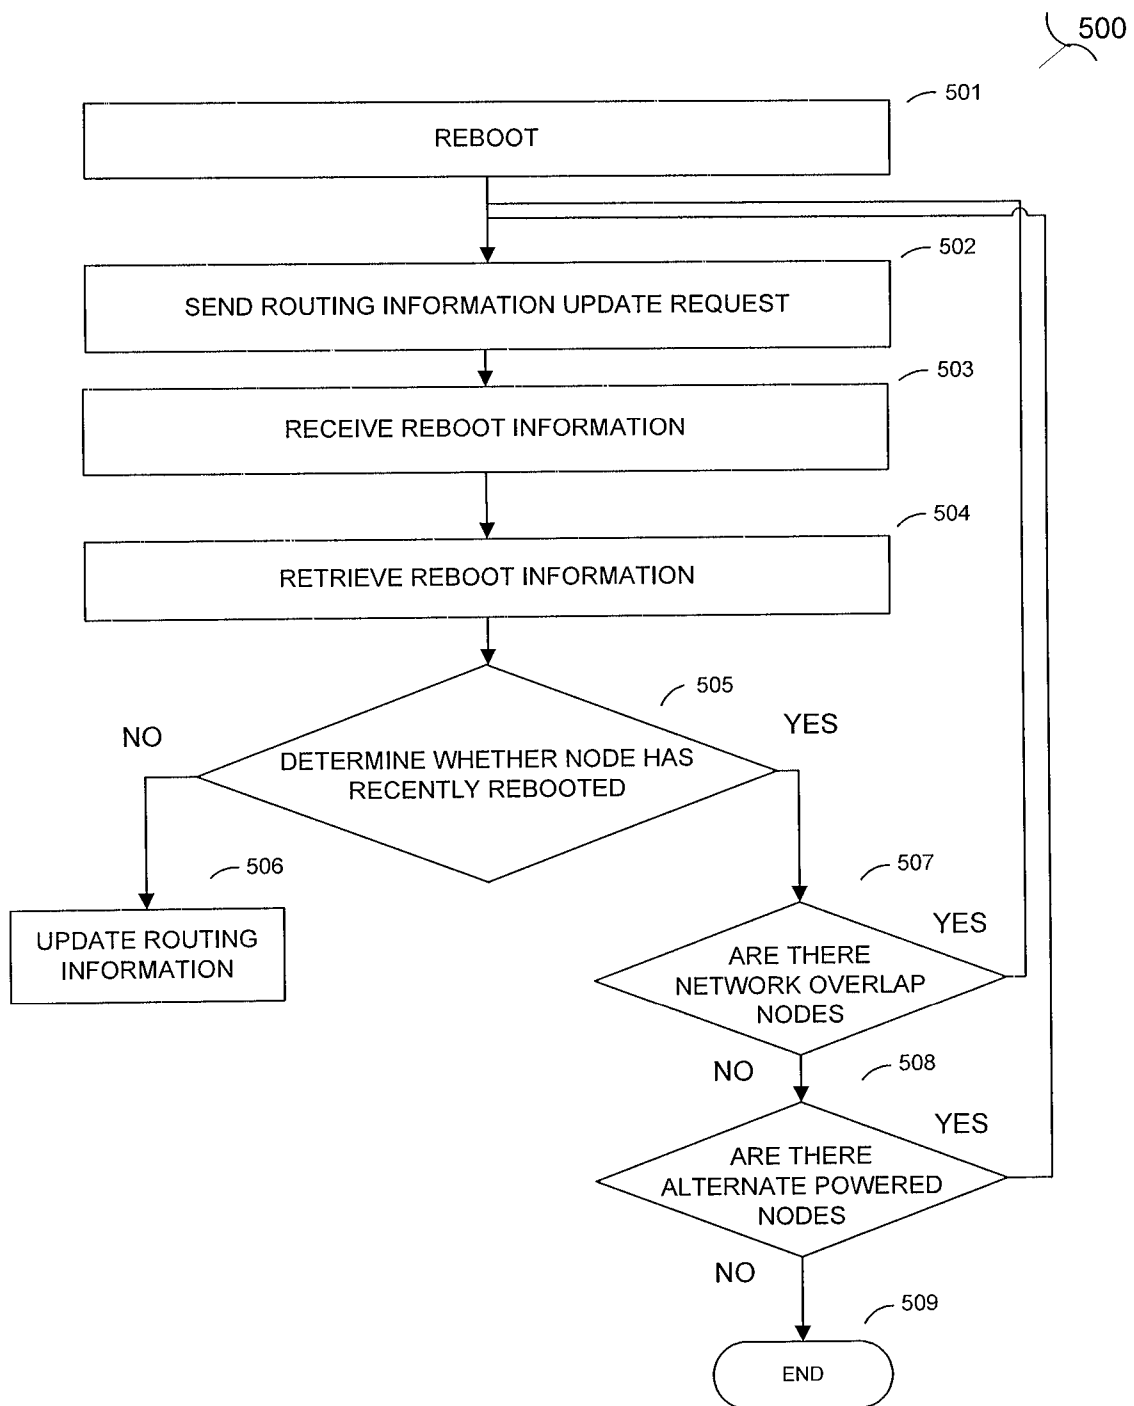 500
501
REBOOT
502
SEND ROUTING INFORMATION UPDATE REQUEST
503
RECEIVE REBOOT INFORMATION
504
RETRIEVE REBOOT INFORMATION
505
NO
YES
DETERMINE WHETHER NODE HAS
RECENTLY REBOOTED
506
507
UPDATE ROUTING
INFORMATION
YES
ARE THERE
NETWORK OVERLAP
NODES
NO
508
YES
ARE THERE
ALTERNATE POWERED
NODES
NO
509
END